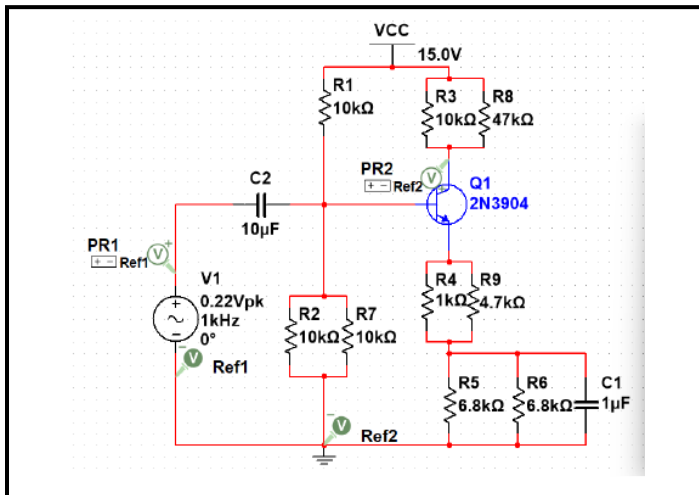 VCC
15.0V
R1
10kΩ
R3
10kΩ
R8
47kΩ
PR2
+ -
Ref2
V
+
Q1
2N3904
C2
10µF
PR1
+ -
Ref1
V
+
V1
0.22Vpk
1kHz
0°
+
-
V
Ref1
R2
10kΩ
R7
10kΩ
R4
1kΩ
R9
4.7kΩ
R5
6.8kΩ
R6
6.8kΩ
C1
1µF
V
Ref2